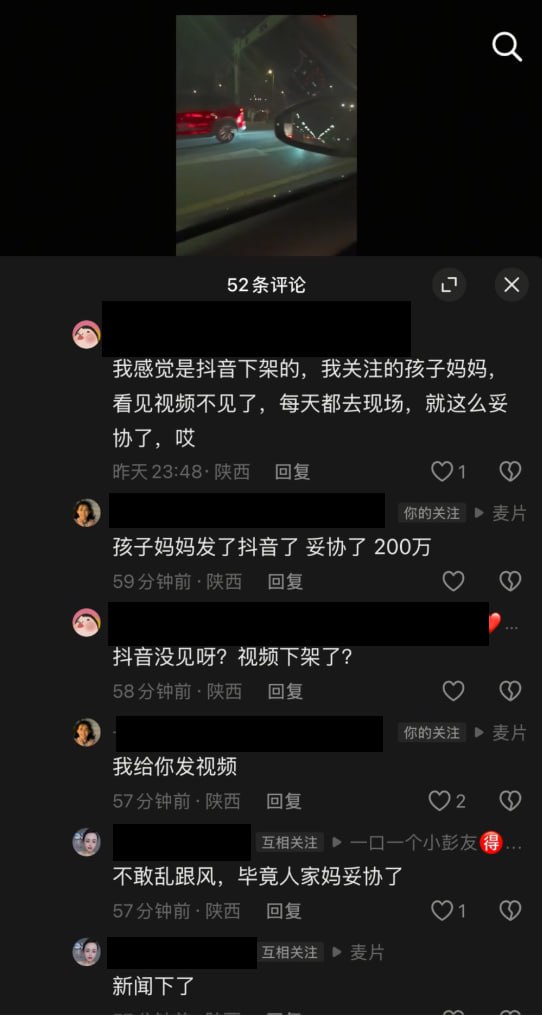 52条评论
我感觉是抖音下架的，我关注的孩子妈妈，
看见视频不见了，每天都去现场，就这么妥
协了，哎
昨天23:48·陕西 回复 1
你的关注 麦片
孩子妈妈发了抖音了 妥协了 200万
59分钟前·陕西 回复
...
抖音没见呀？视频下架了？
58分钟前·陕西 回复
你的关注 麦片
我给你发视频
57分钟前·陕西 回复 2
互相关注 一口一个小彭友得...
不敢乱跟风，毕竟人家妈妥协了
57分钟前·陕西 回复 1
互相关注 麦片
新闻下了